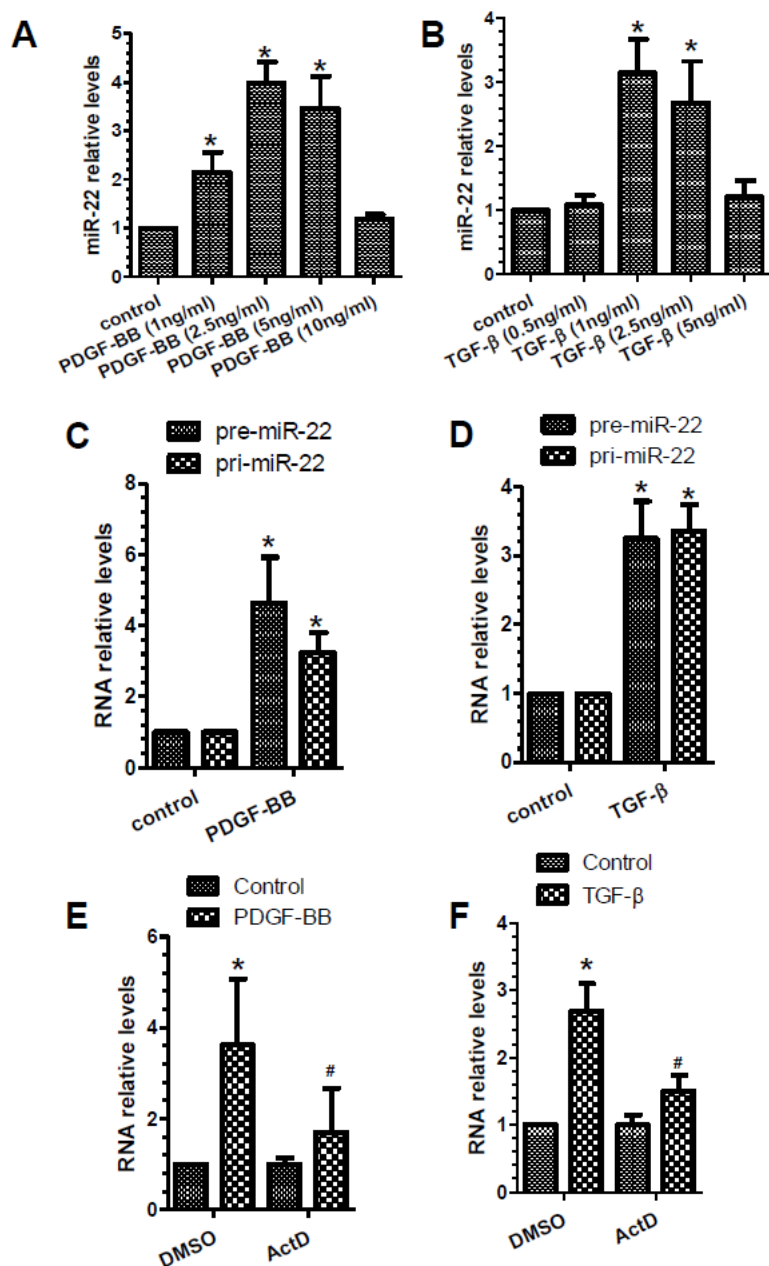 A
miR-22 relative levels
5
4
3
2
1
0
*
*
*
control
PDGF-BB (1ng/ml)
PDGF-BB (2.5ng/ml)
PDGF-BB (5ng/ml)
PDGF-BB (10ng/ml)
B
miR-22 relative levels
4
3
2
1
0
*
*
control
TGF-β (0.5ng/ml)
TGF-β (1ng/ml)
TGF-β (2.5ng/ml)
TGF-β (5ng/ml)
C
pre-miR-22
pri-miR-22
RNA relative levels
8
6
4
2
0
*
*
control
PDGF-BB
D
pre-miR-22
pri-miR-22
RNA relative levels
4
3
2
1
0
*
*
control
TGF-β
E
Control
PDGF-BB
RNA relative levels
6
4
2
0
*
#
DMSO
ActD
F
Control
TGF-β
RNA relative levels
4
3
2
1
0
*
#
DMSO
ActD